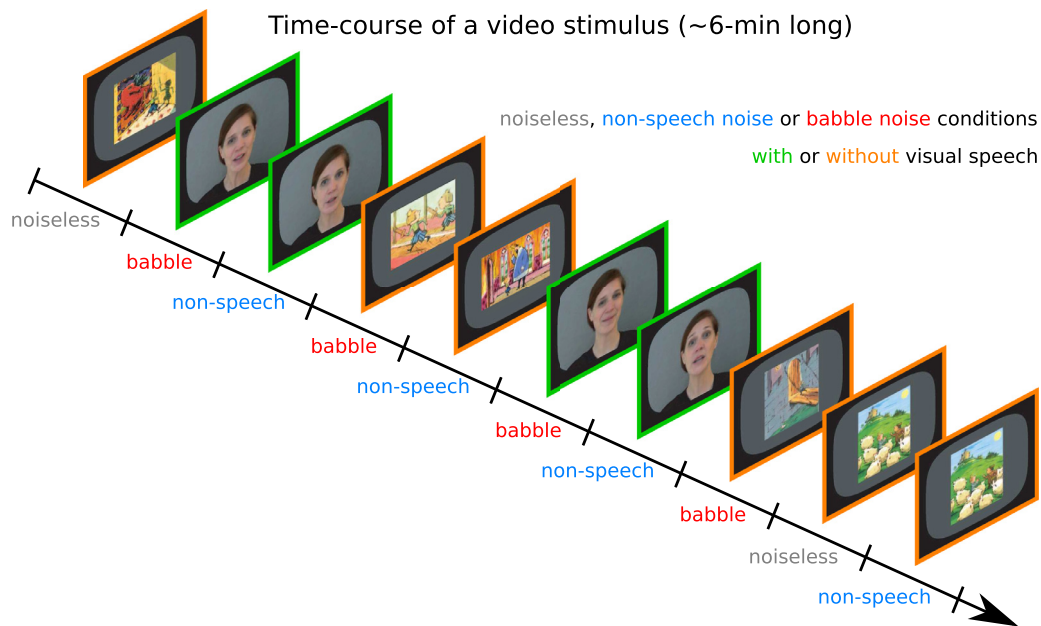 Time-course of a video stimulus (~6-min long)
noiseless, non-speech noise or babble noise conditions
with or without visual speech
noiseless
babble
non-speech
babble
non-speech
babble
non-speech
babble
noiseless
non-speech